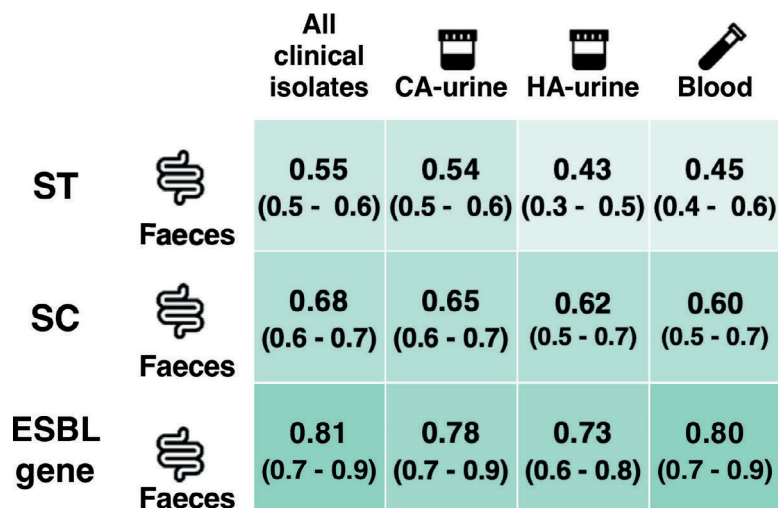 All
clinical
isolates CA-urine HA-urine Blood
ST Faeces 0.55 0.54 0.43 0.45
(0.5 - 0.6) (0.5 - 0.6) (0.3 - 0.5) (0.4 - 0.6)
SC Faeces 0.68 0.65 0.62 0.60
(0.6 - 0.7) (0.6 - 0.7) (0.5 - 0.7) (0.5 - 0.7)
ESBL
gene Faeces 0.81 0.78 0.73 0.80
(0.7 - 0.9) (0.7 - 0.9) (0.6 - 0.8) (0.7 - 0.9)